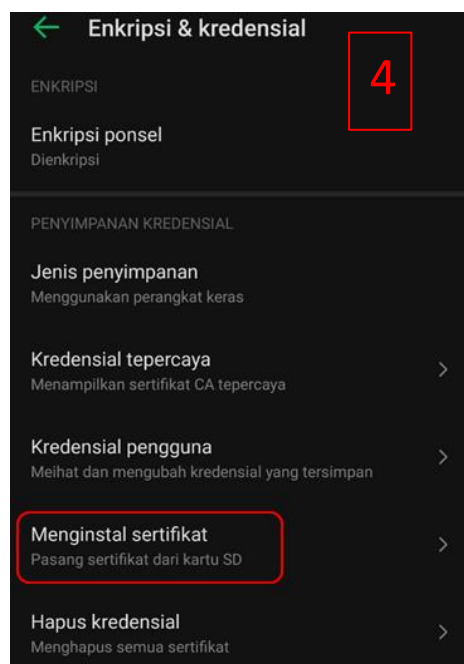 Enkripsi & kredensial
4
ENKRIPSI
Enkripsi ponsel
Dienkripsi
PENYIMPANAN KREDENSIAL
Jenis penyimpanan
Menggunakan perangkat keras
Kredensial tepercaya
Menampilkan sertifikat CA tepercaya
Kredensial pengguna
Meihat dan mengubah kredensial yang tersimpan
Menginstal sertifikat
Pasang sertifikat dari kartu SD
Hapus kredensial
Menghapus semua sertifikat